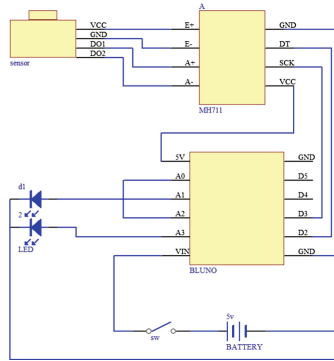 A
VCC
GND
DO1
DO2
sensor
E+
E-
A+
A-
GND
DT
SCK
VCC
MH711
5V
A0
A1
A2
A3
VIN
GND
D5
D4
D3
D2
GND
BLUNO
d1
2
LED
sw
5v
BATTERY